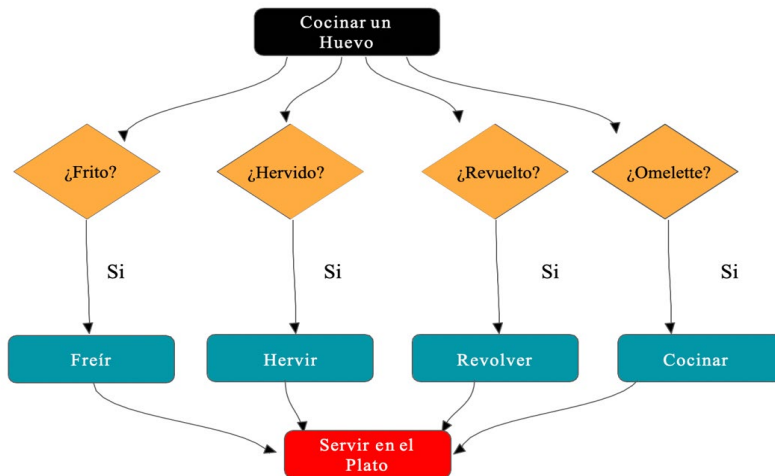 Cocinar un
Huevo
¿Frito?
¿Hervido?
¿Revuelto?
¿Omelette?
Si
Si
Si
Si
Freír
Hervir
Revolver
Cocinar
Servir en el
Plato